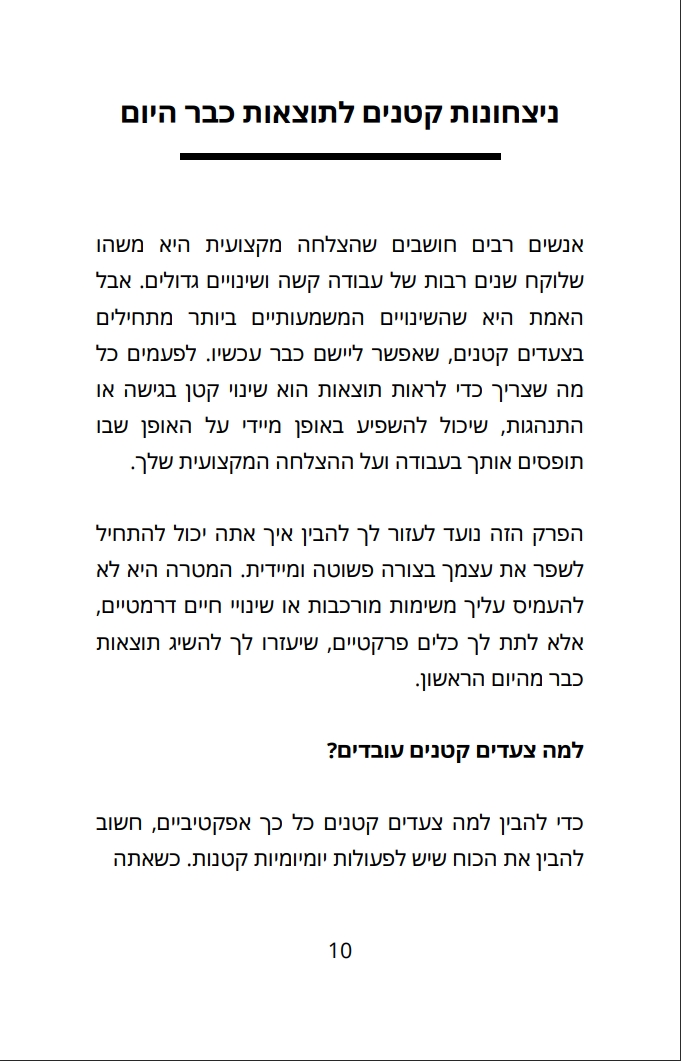 ניצחונות קטנים לתוצאות כבר היום
אנשים רבים חושבים שהצלחה מקצועית היא משהו
שלוקח שנים רבות של עבודה קשה ושינויים גדולים. אבל
האמת היא שהשינויים המשמעותיים ביותר מתחילים
בצעדים קטנים, שאפשר ליישם כבר עכשיו. לפעמים כל
מה שצריך כדי לראות תוצאות הוא שינוי קטן בגישה או
התנהגות, שיכול להשפיע באופן מיידי על האופן שבו
תופסים אותך בעבודה ועל ההצלחה המקצועית שלך.
הפרק הזה נועד לעזור לך להבין איך אתה יכול להתחיל
לשפר את עצמך בצורה פשוטה ומיידית. המטרה היא לא
להעמיס עליך משימות מורכבות או שינויי חיים דרמטיים,
אלא לתת לך כלים פרקטיים, שיעזרו לך להשיג תוצאות
כבר מהיום הראשון.
למה צעדים קטנים עובדים?
כדי להבין למה צעדים קטנים כל כך אפקטיביים, חשוב
להבין את הכוח שיש לפעולות יומיומיות קטנות. כשאתה
10